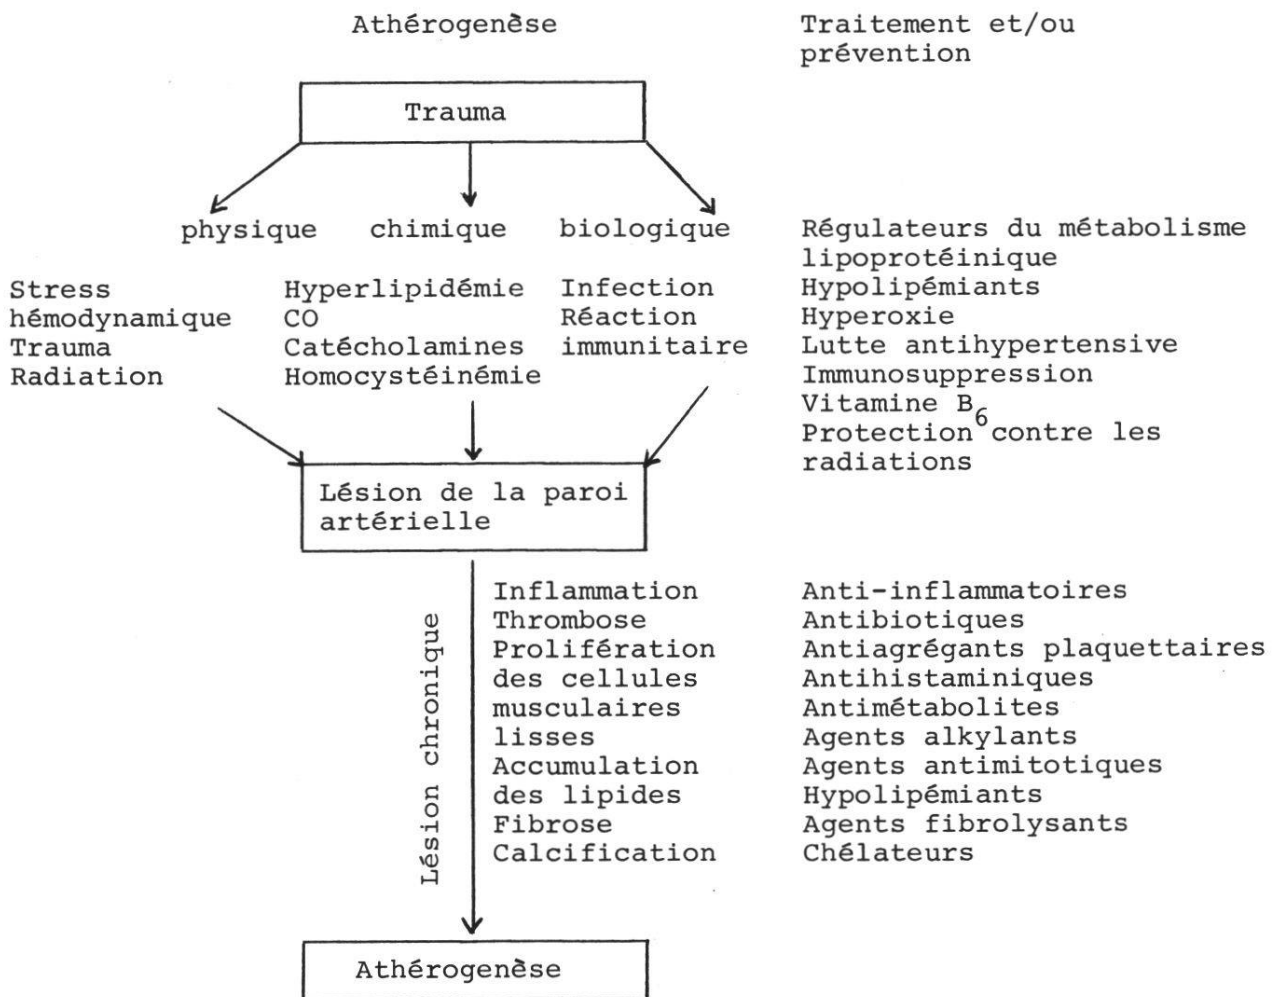 Athérogenèse
Traitement et/ou
prévention
Trauma
physique chimique biologique
Stress
hémodynamique
Trauma
Radiation
Hyperlipidémie
CO
Catécholamines
Homocystéinémie
Infection
Réaction
immunitaire
Régulateurs du métabolisme
lipoprotéinique
Hypolipémiants
Hyperoxie
Lutte antihypertensive
Immunosuppression
Vitamine B6
Protection contre les
radiations
Lésion de la paroi
artérielle
Lésion chronique
Inflammation
Thrombose
Prolifération
des cellules
musculaires
lisses
Accumulation
des lipides
Fibrose
Calcification
Anti-inflammatoires
Antibiotiques
Antiagrégants plaquettaires
Antihistaminiques
Antimétabolites
Agents alkylants
Agents antimitotiques
Hypolipémiants
Agents fibrolysants
Chélateurs
Athérogenèse